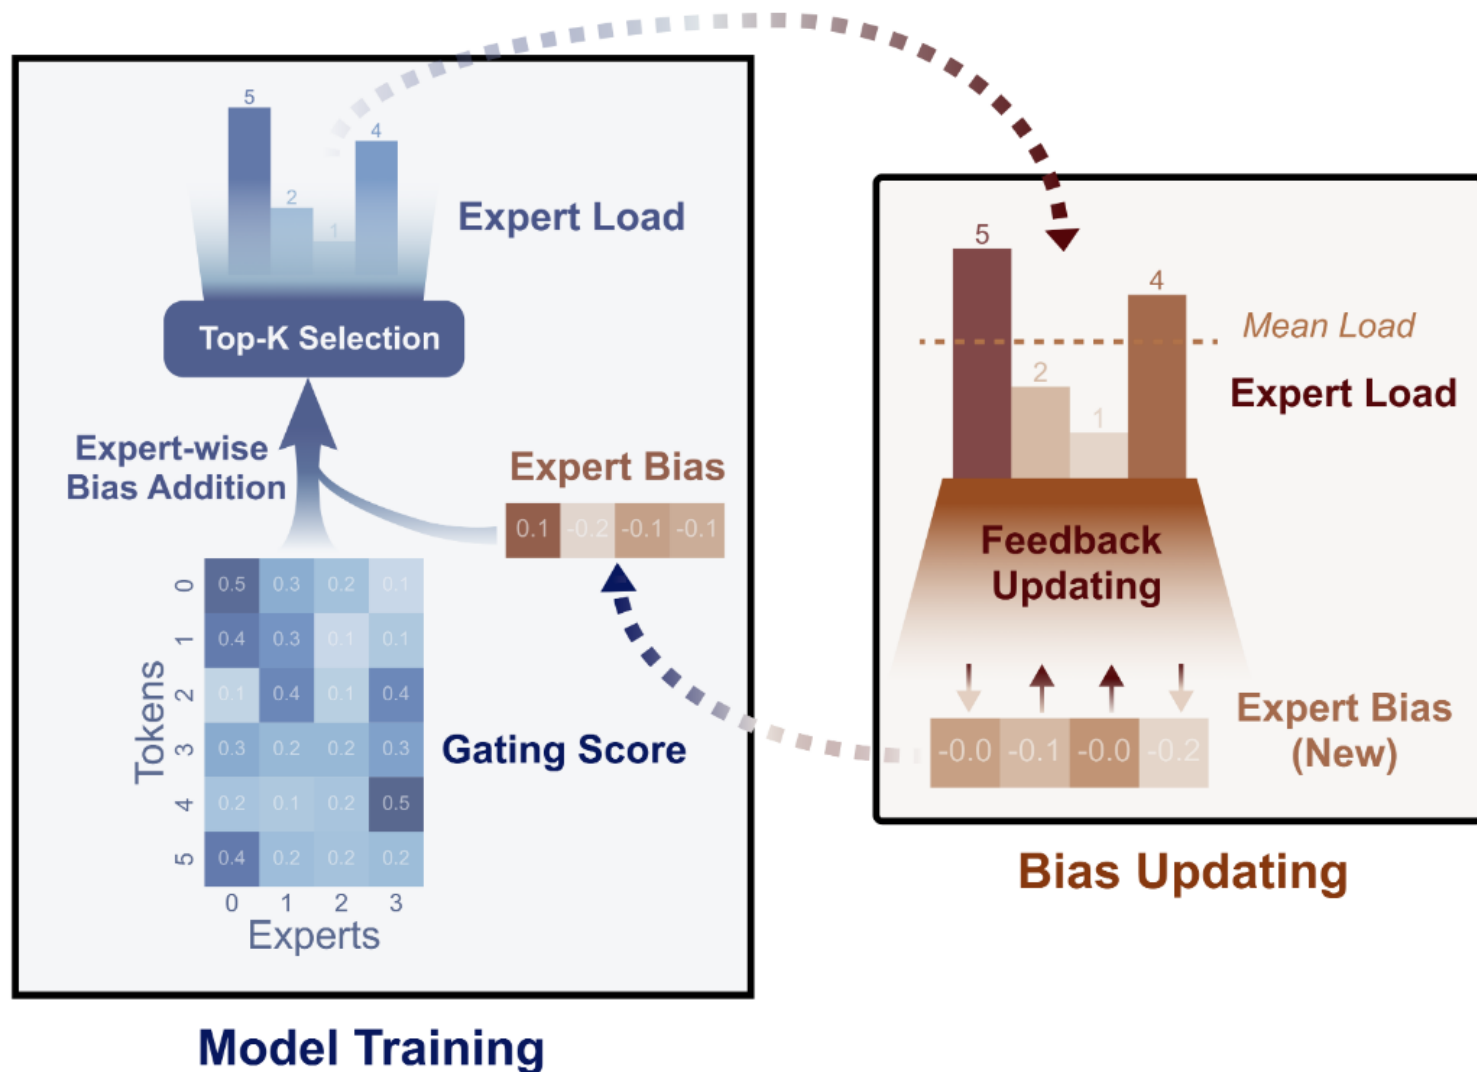 5
4
2
1
Expert Load
Top-K Selection
Expert-wise
Bias Addition
Expert Bias
0.1 -0.2 -0.1 -0.1
Tokens
0 0.5 0.3 0.2 0.1
1 0.4 0.3 0.1 0.1
2 0.1 0.4 0.1 0.4
3 0.3 0.2 0.2 0.3
4 0.2 0.1 0.2 0.5
5 0.4 0.2 0.2 0.2
0 1 2 3
Experts
Gating Score
Model Training
5
4
Mean Load
2
1
Expert Load
Feedback
Updating
-0.0 -0.1 -0.0 -0.2
Expert Bias
(New)
Bias Updating